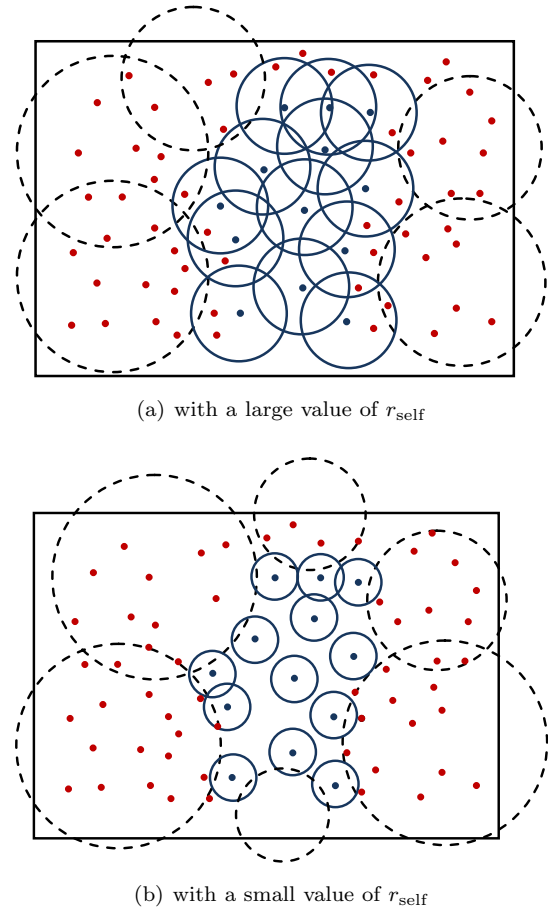 (a) with a large value of r_self
(b) with a small value of r_self